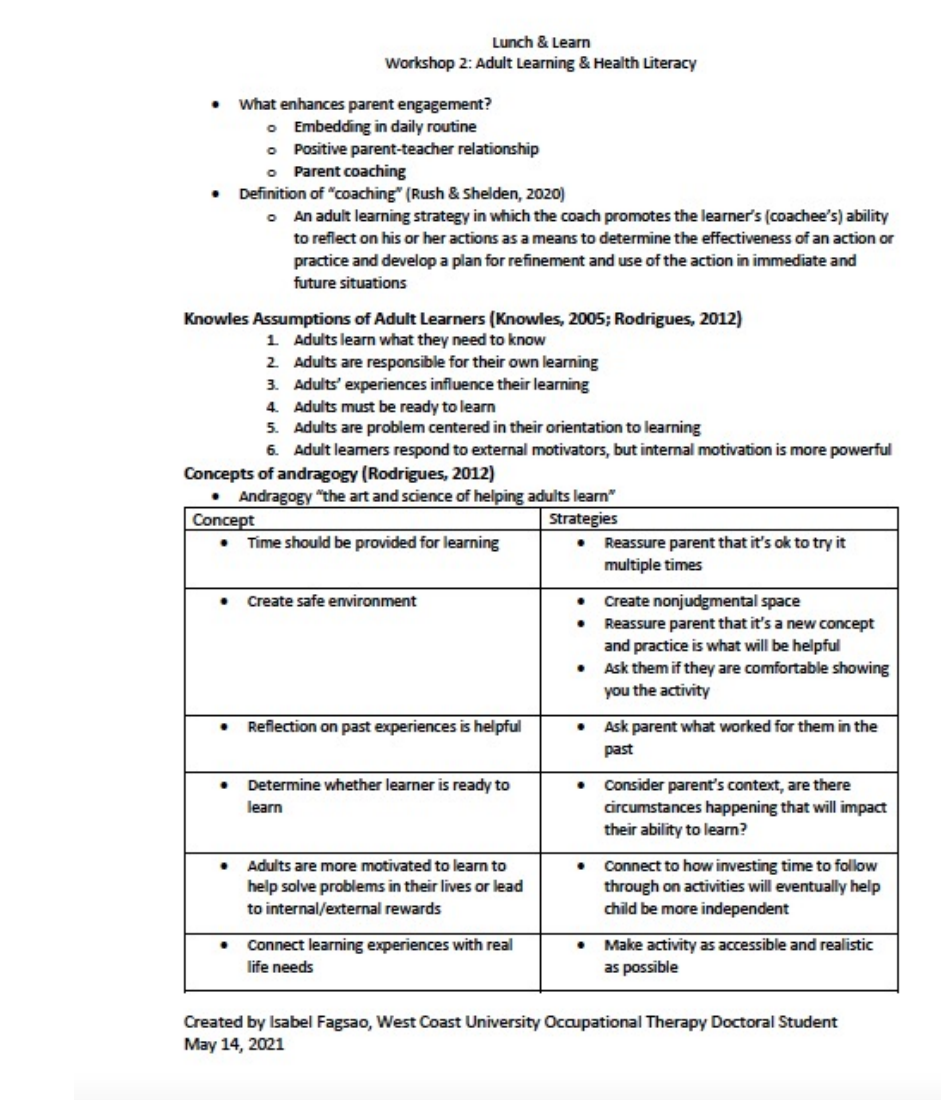 Lunch & Learn
Workshop 2: Adult Learning & Health Literacy
• What enhances parent engagement?
o Embedding in daily routine
o Positive parent-teacher relationship
o Parent coaching
• Definition of "coaching" (Rush & Shelden, 2020)
o An adult learning strategy in which the coach promotes the learner's (coachee's) ability
to reflect on his or her actions as a means to determine the effectiveness of an action or
practice and develop a plan for refinement and use of the action in immediate and
future situations
Knowles Assumptions of Adult Learners (Knowles, 2005; Rodrigues, 2012)
1. Adults learn what they need to know
2. Adults are responsible for their own learning
3. Adults' experiences influence their learning
4. Adults must be ready to learn
5. Adults are problem centered in their orientation to learning
6. Adult learners respond to external motivators, but internal motivation is more powerful
Concepts of andragogy (Rodrigues, 2012)
• Andragogy "the art and science of helping adults learn"
Concept
Strategies
• Time should be provided for learning
• Reassure parent that it's ok to try it
multiple times
• Create safe environment
• Create nonjudgmental space
• Reassure parent that it's a new concept
and practice is what will be helpful
• Ask them if they are comfortable showing
you the activity
• Reflection on past experiences is helpful
• Ask parent what worked for them in the
past
• Determine whether learner is ready to
learn
• Consider parent's context, are there
circumstances happening that will impact
their ability to learn?
• Adults are more motivated to learn to
help solve problems in their lives or lead
to internal/external rewards
• Connect to how investing time to follow
through on activities will eventually help
child be more independent
• Connect learning experiences with real
life needs
• Make activity as accessible and realistic
as possible
Created by Isabel Fagsao, West Coast University Occupational Therapy Doctoral Student
May 14, 2021